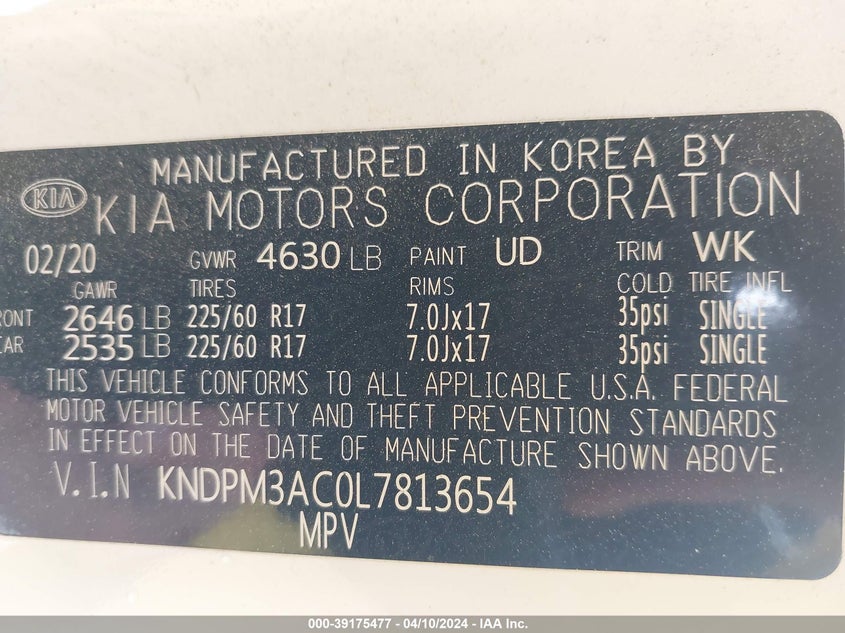 MANUFACTURED IN KOREA BY
KIA KIA MOTORS CORPORATION
02/20 GVWR 4630 LB PAINT UD TRIM WK
GAWR TIRES RIMS COLD TIRE INFL
RONT 2646 LB 225/60 R17 7.0Jx17 35psi SINGLE
EAR 2535 LB 225/60 R17 7.0Jx17 35psi SINGLE
THIS VEHICLE CONFORMS TO ALL APPLICABLE U.S.A. FEDERAL
MOTOR VEHICLE SAFETY AND THEFT PREVENTION STANDARDS
IN EFFECT ON THE DATE OF MANUFACTURE SHOWN ABOVE.
V.I.N KNDPM3AC0L7813654
MPV
000-39175477 - 04/10/2024 - IAA Inc.